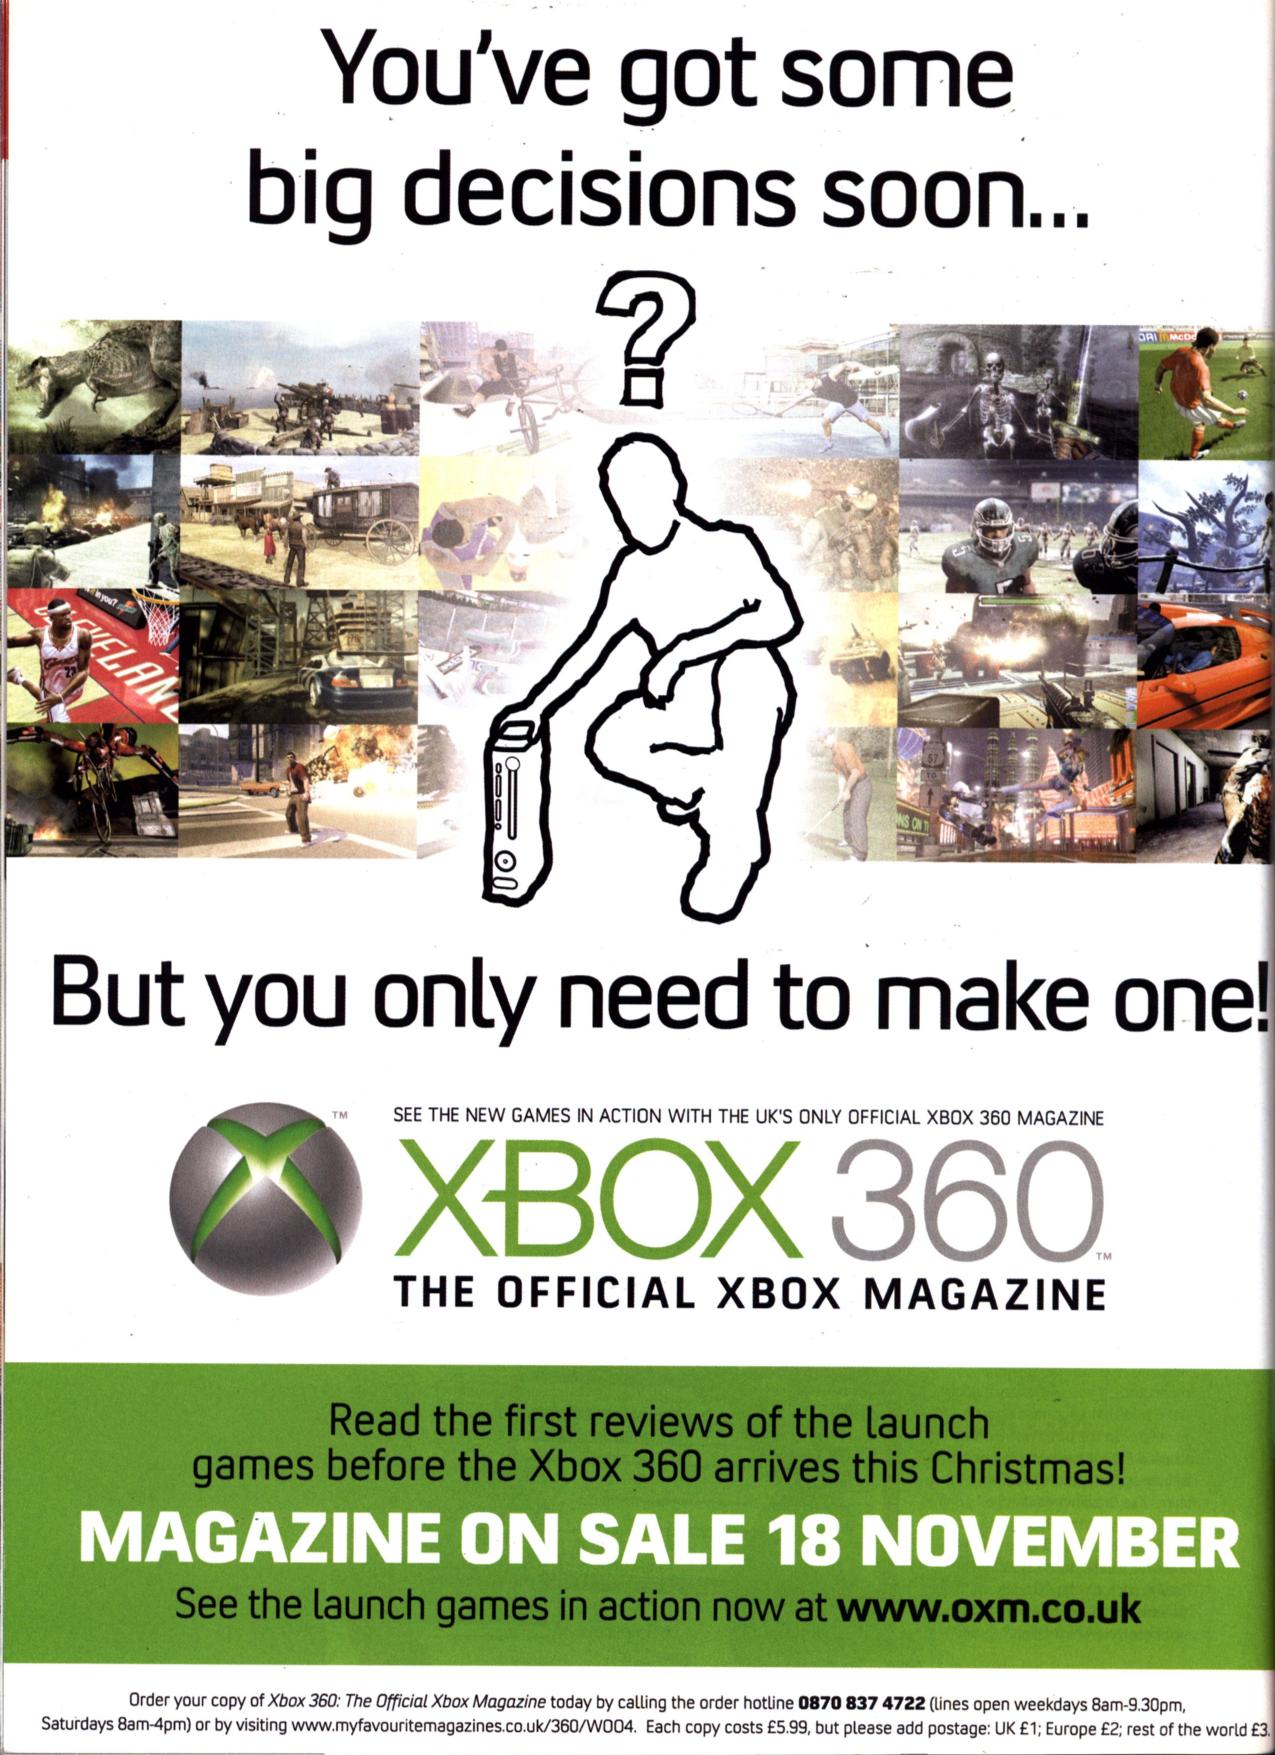 You've got some
big decisions soon...
?
But you only need to make one!
™
SEE THE NEW GAMES IN ACTION WITH THE UK'S ONLY OFFICIAL XBOX 360 MAGAZINE
XBOX 360™
THE OFFICIAL XBOX MAGAZINE
Read the first reviews of the launch
games before the Xbox 360 arrives this Christmas!
MAGAZINE ON SALE 18 NOVEMBER
See the launch games in action now at www.oxm.co.uk
Order your copy of Xbox 360: The Official Xbox Magazine today by calling the order hotline 0870 837 4722 (lines open weekdays 8am-9.30pm,
Saturdays 8am-4pm) or by visiting www.myfavouritemagazines.co.uk/360/W004. Each copy costs £5.99, but please add postage: UK £1; Europe £2; rest of the world £3.